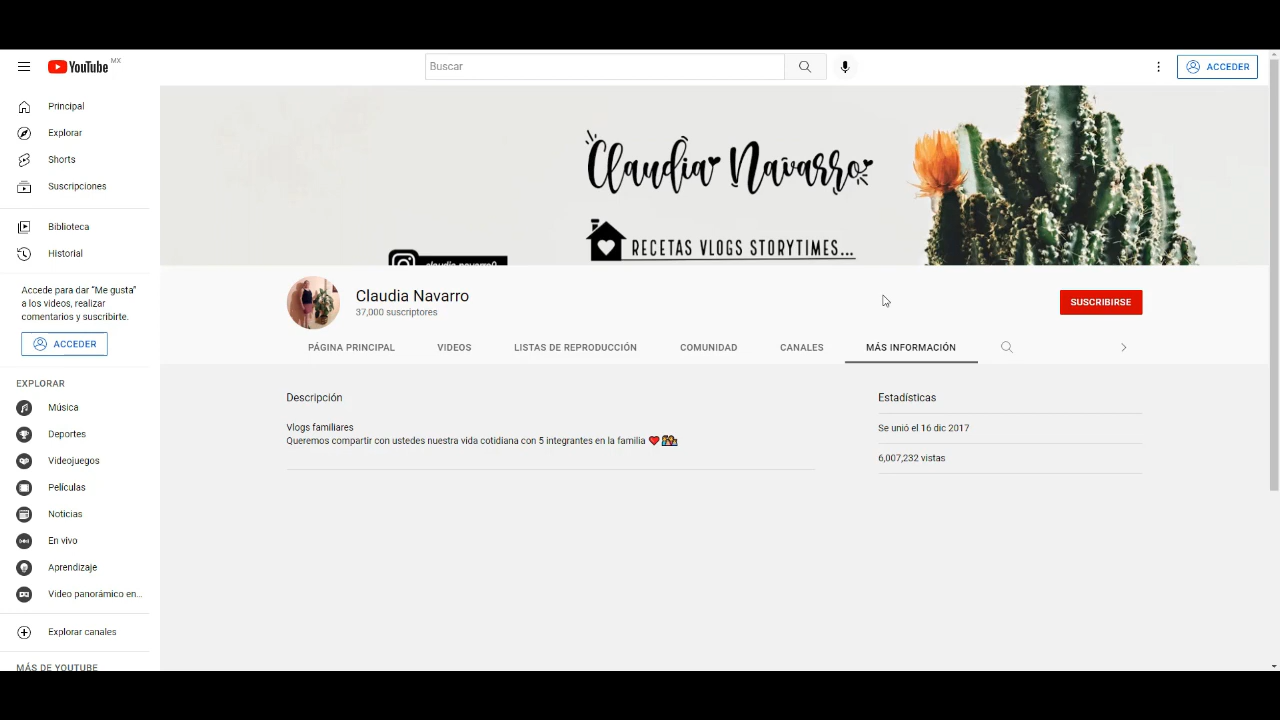 YouTube MX
Buscar
ACCEDER
Principal
Explorar
Shorts
Suscripciones
Biblioteca
Historial
Accede para dar “Me gusta”
a los videos, realizar
comentarios y suscribirte.
ACCEDER
EXPLORAR
Música
Deportes
Videojuegos
Películas
Noticias
En vivo
Aprendizaje
Video panorámico en...
Explorar canales
MÁS DE YOUTUBE
Claudia Navarro
RECETAS VLOGS STORYTIMES...
Claudia Navarro
37,000 suscriptores
SUSCRIBIRSE
PÁGINA PRINCIPAL
VIDEOS
LISTAS DE REPRODUCCIÓN
COMUNIDAD
CANALES
MÁS INFORMACIÓN
Descripción
Vlogs familiares
Queremos compartir con ustedes nuestra vida cotidiana con 5 integrantes en la familia ❤️👨‍👩‍👧‍👦
Estadísticas
Se unió el 16 dic 2017
6,007,232 vistas